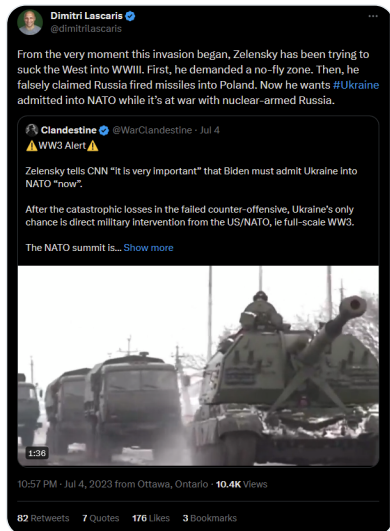 Dimitri Lascaris
@dimitrilascaris
From the very moment this invasion began, Zelensky has been trying to
suck the West into WWIII. First, he demanded a no-fly zone. Then, he
falsely claimed Russia fired missiles into Poland. Now he wants #Ukraine
admitted into NATO while it's at war with nuclear-armed Russia.
Clandestine @WarClandestine · Jul 4
⚠️WW3 Alert⚠️
Zelensky tells CNN “it is very important” that Biden must admit Ukraine into
NATO “now”.
After the catastrophic losses in the failed counter-offensive, Ukraine's only
chance is direct military intervention from the US/NATO, ie full-scale WW3.
The NATO summit is... Show more
1:36
10:57 PM · Jul 4, 2023 from Ottawa, Ontario · 10.4K Views
82 Retweets 7 Quotes 176 Likes 3 Bookmarks